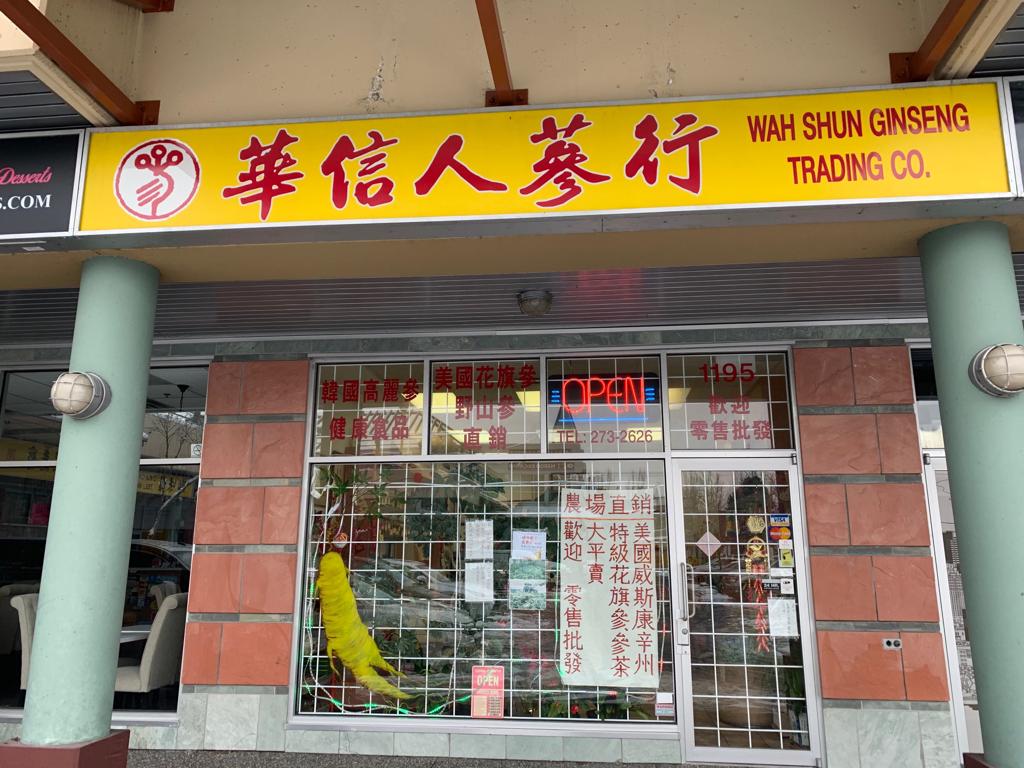 Desserts
S.COM
華信人蔘行
WAH SHUN GINSENG
TRADING CO.
韓國高麗參
健康食品
美國花旗參
野山參
直銷
OPEN
TEL: 273-2626
1195
歡迎
零售批發
農場直銷美國威斯康辛州
特級花旗參參茶
大平賣
歡迎 零售批發
VISA
24 HR.
OPEN